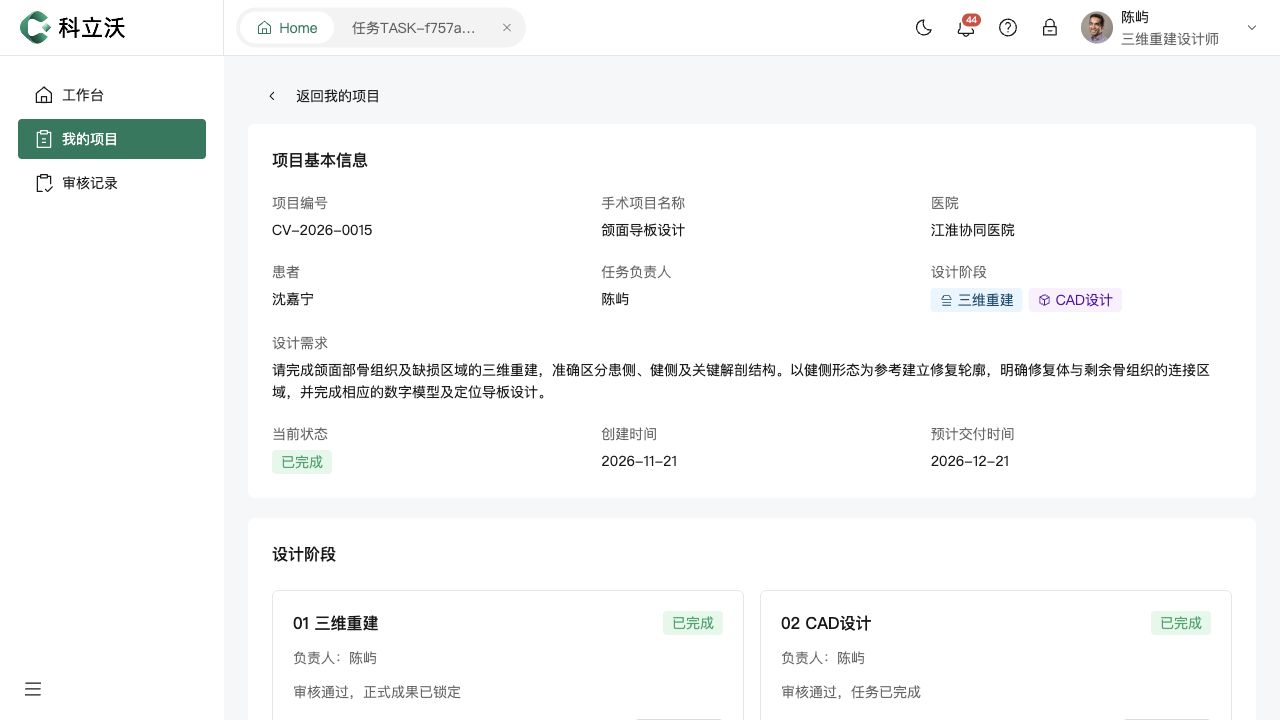 科立沃
Home
任务TASK-f757a...
44
陈屿
三维重建设计师
工作台
我的项目
审核记录
返回我的项目
项目基本信息
项目编号
手术项目名称
医院
CV-2026-0015
颌面导板设计
江淮协同医院
患者
任务负责人
设计阶段
沈嘉宁
陈屿
三维重建
CAD设计
设计需求
请完成颌面部骨组织及缺损区域的三维重建，准确区分患侧、健侧及关键解剖结构。以健侧形态为参考建立修复轮廓，明确修复体与剩余骨组织的连接区
域，并完成相应的数字模型及定位导板设计。
当前状态
创建时间
预计交付时间
已完成
2026-11-21
2026-12-21
设计阶段
01 三维重建
已完成
负责人：陈屿
审核通过，正式成果已锁定
02 CAD设计
已完成
负责人：陈屿
审核通过，任务已完成